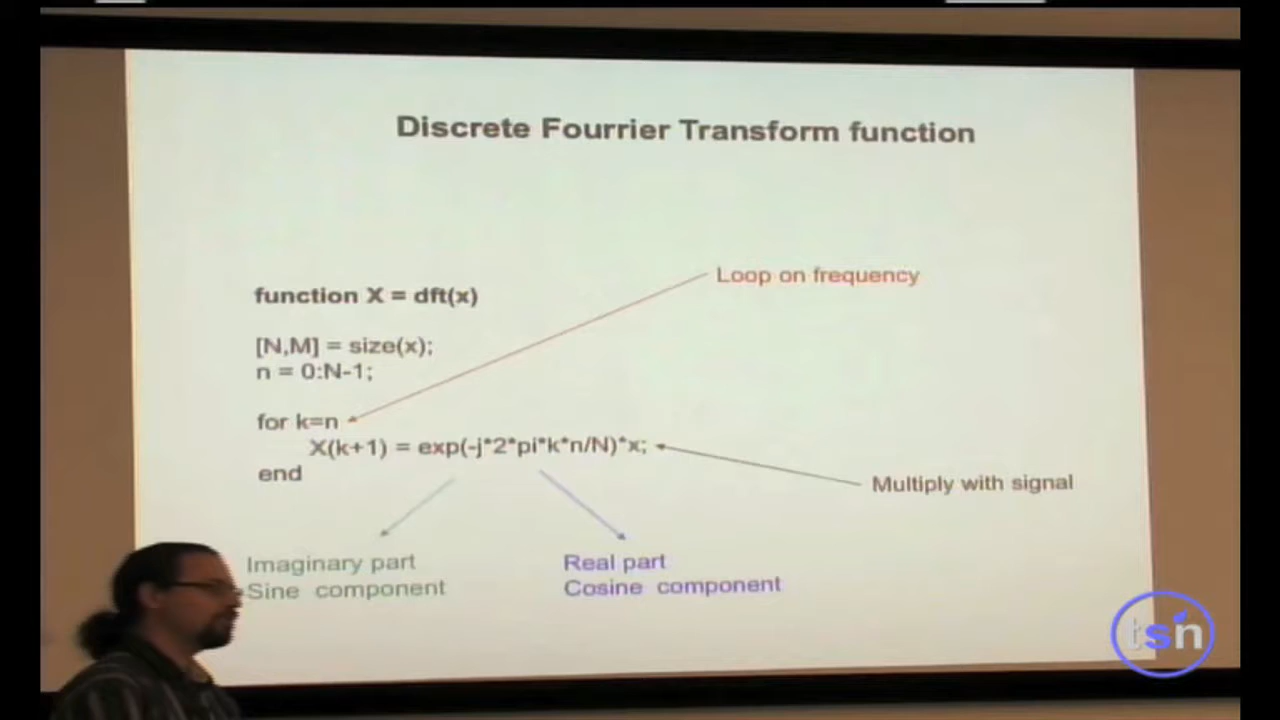 Discrete Fourrier Transform function
Loop on frequency
function X = dft(x)
[N,M] = size(x);
n = 0:N-1;
for k=n
X(k+1) = exp(-j*2*pi*k*n/N)*x;
end
Multiply with signal
Imaginary part
Sine component
Real part
Cosine component
tsn